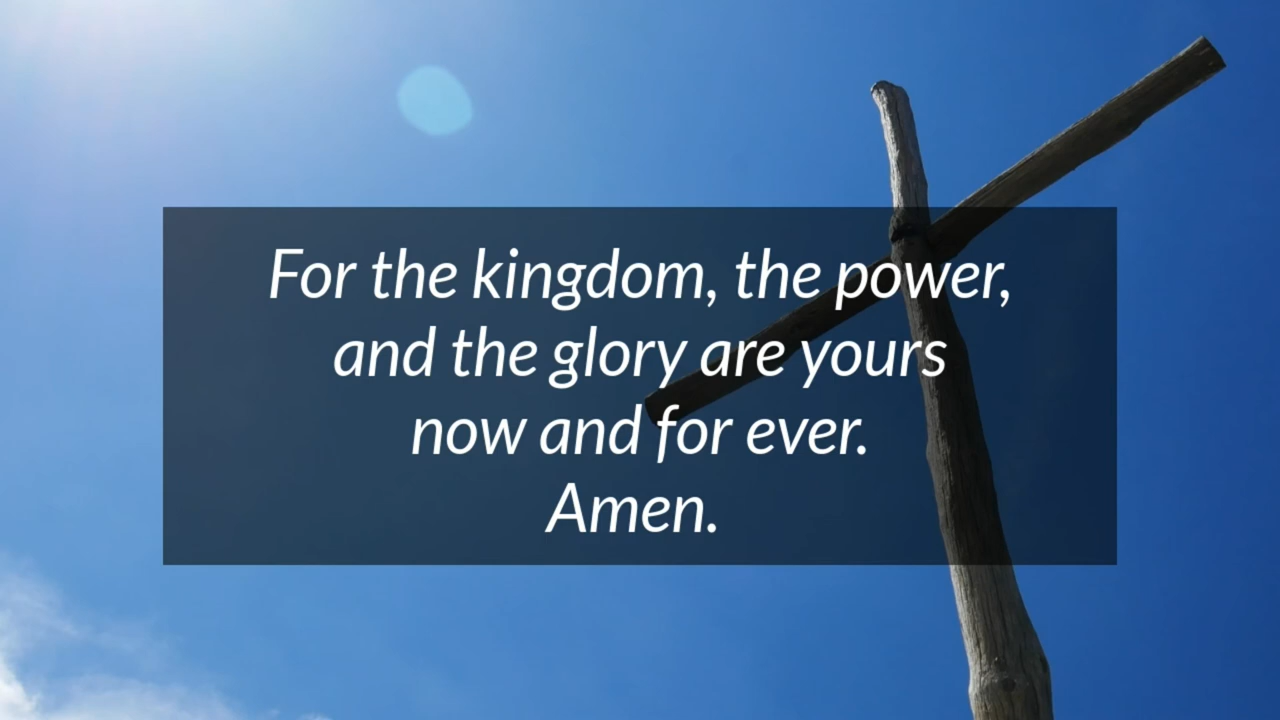 For the kingdom, the power,
and the glory are yours
now and for ever.
Amen.